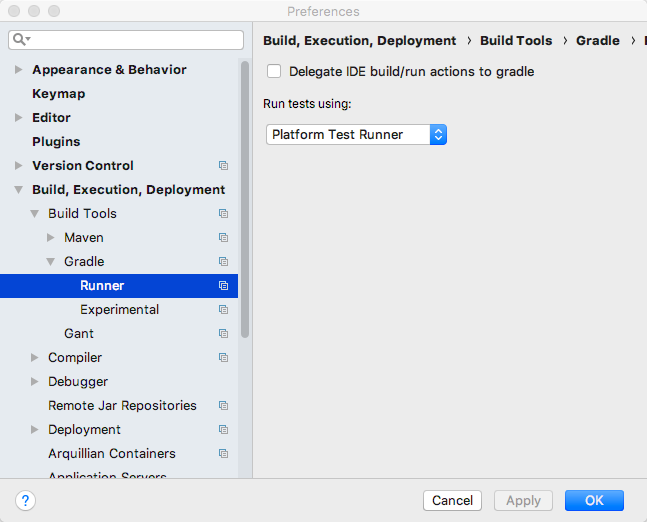 Preferences
Appearance & Behavior
Keymap
Editor
Plugins
Version Control
Build, Execution, Deployment
Build Tools
Maven
Gradle
Runner
Experimental
Gant
Compiler
Debugger
Remote Jar Repositories
Deployment
Arquillian Containers
Application Servers
Build, Execution, Deployment › Build Tools › Gradle ›
Delegate IDE build/run actions to gradle
Run tests using:
Platform Test Runner
?
Cancel
Apply
OK